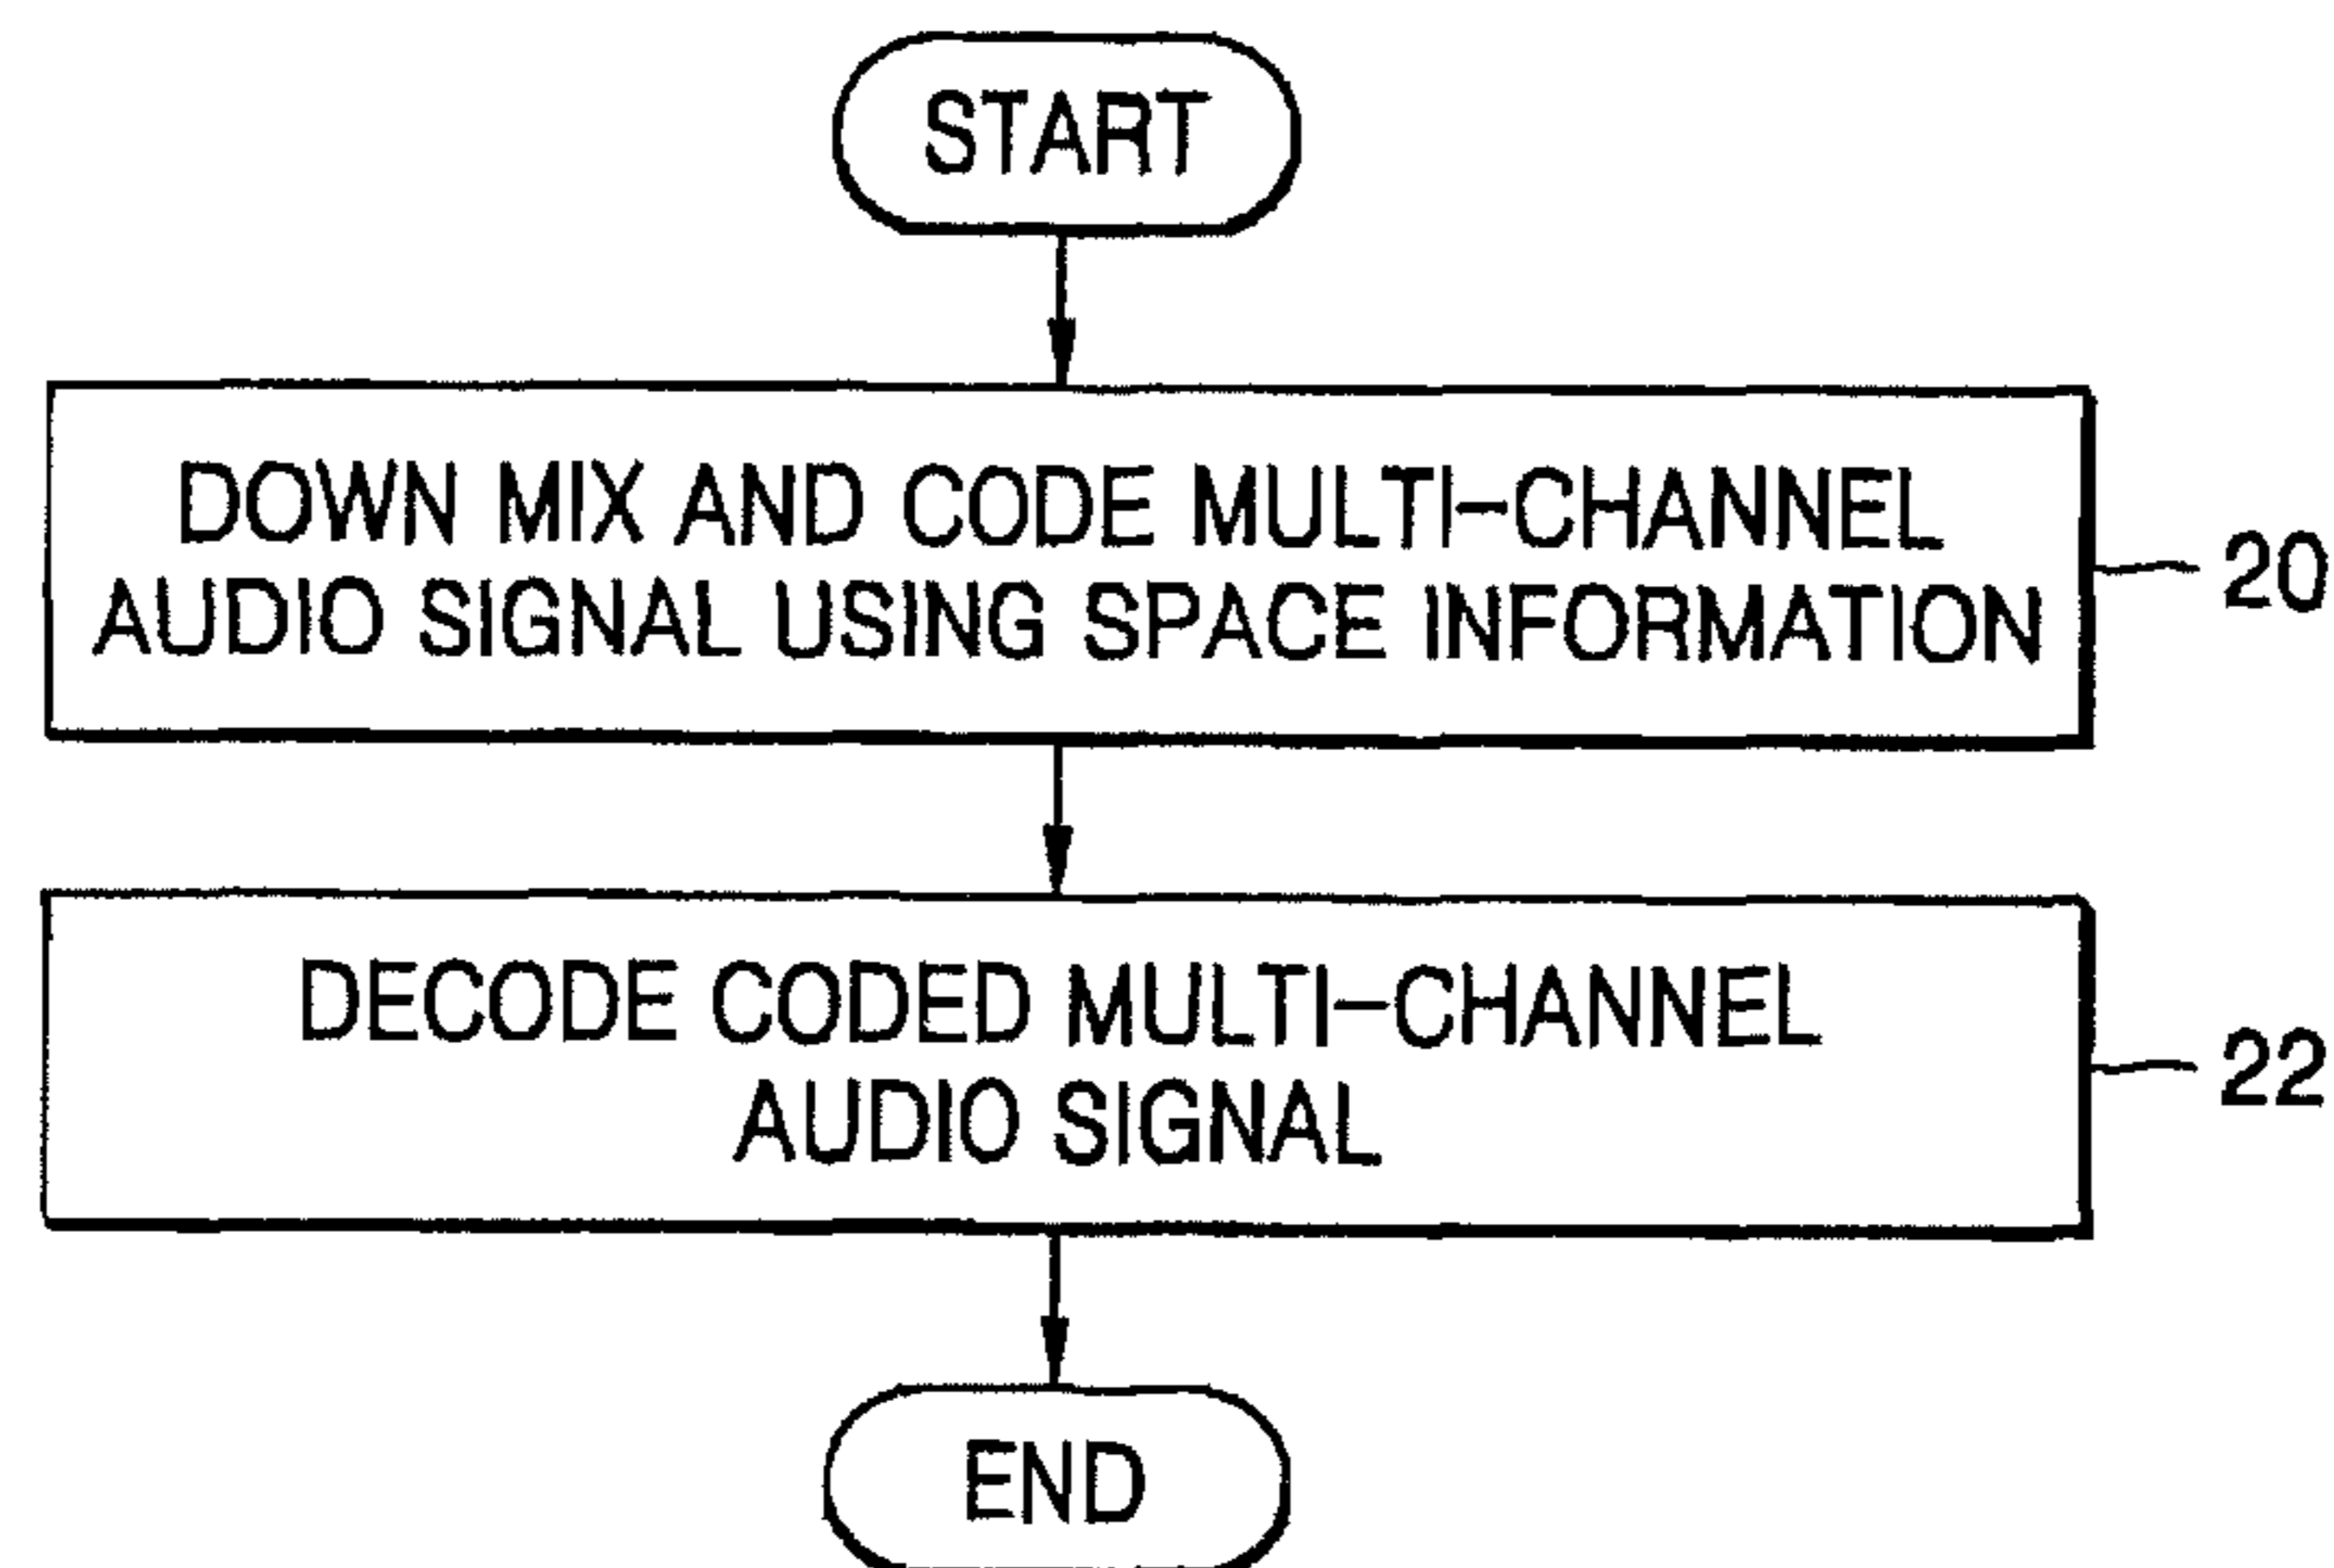 START
DOWN MIX AND CODE MULTI-CHANNEL
AUDIO SIGNAL USING SPACE INFORMATION
20
DECODE CODED MULTI-CHANNEL
AUDIO SIGNAL
22
END